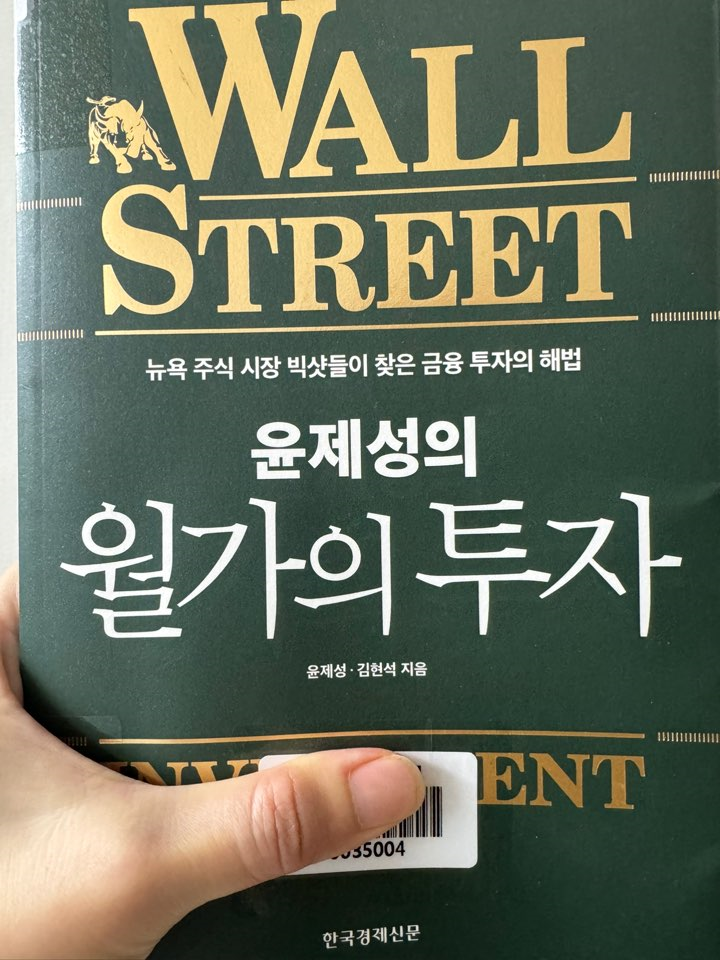 WALL
STREET
뉴욕 주식 시장 빅샷들이 찾은 금융 투자의 해법
윤제성의
월가의 투자
윤제성·김현석 지음
한국경제신문